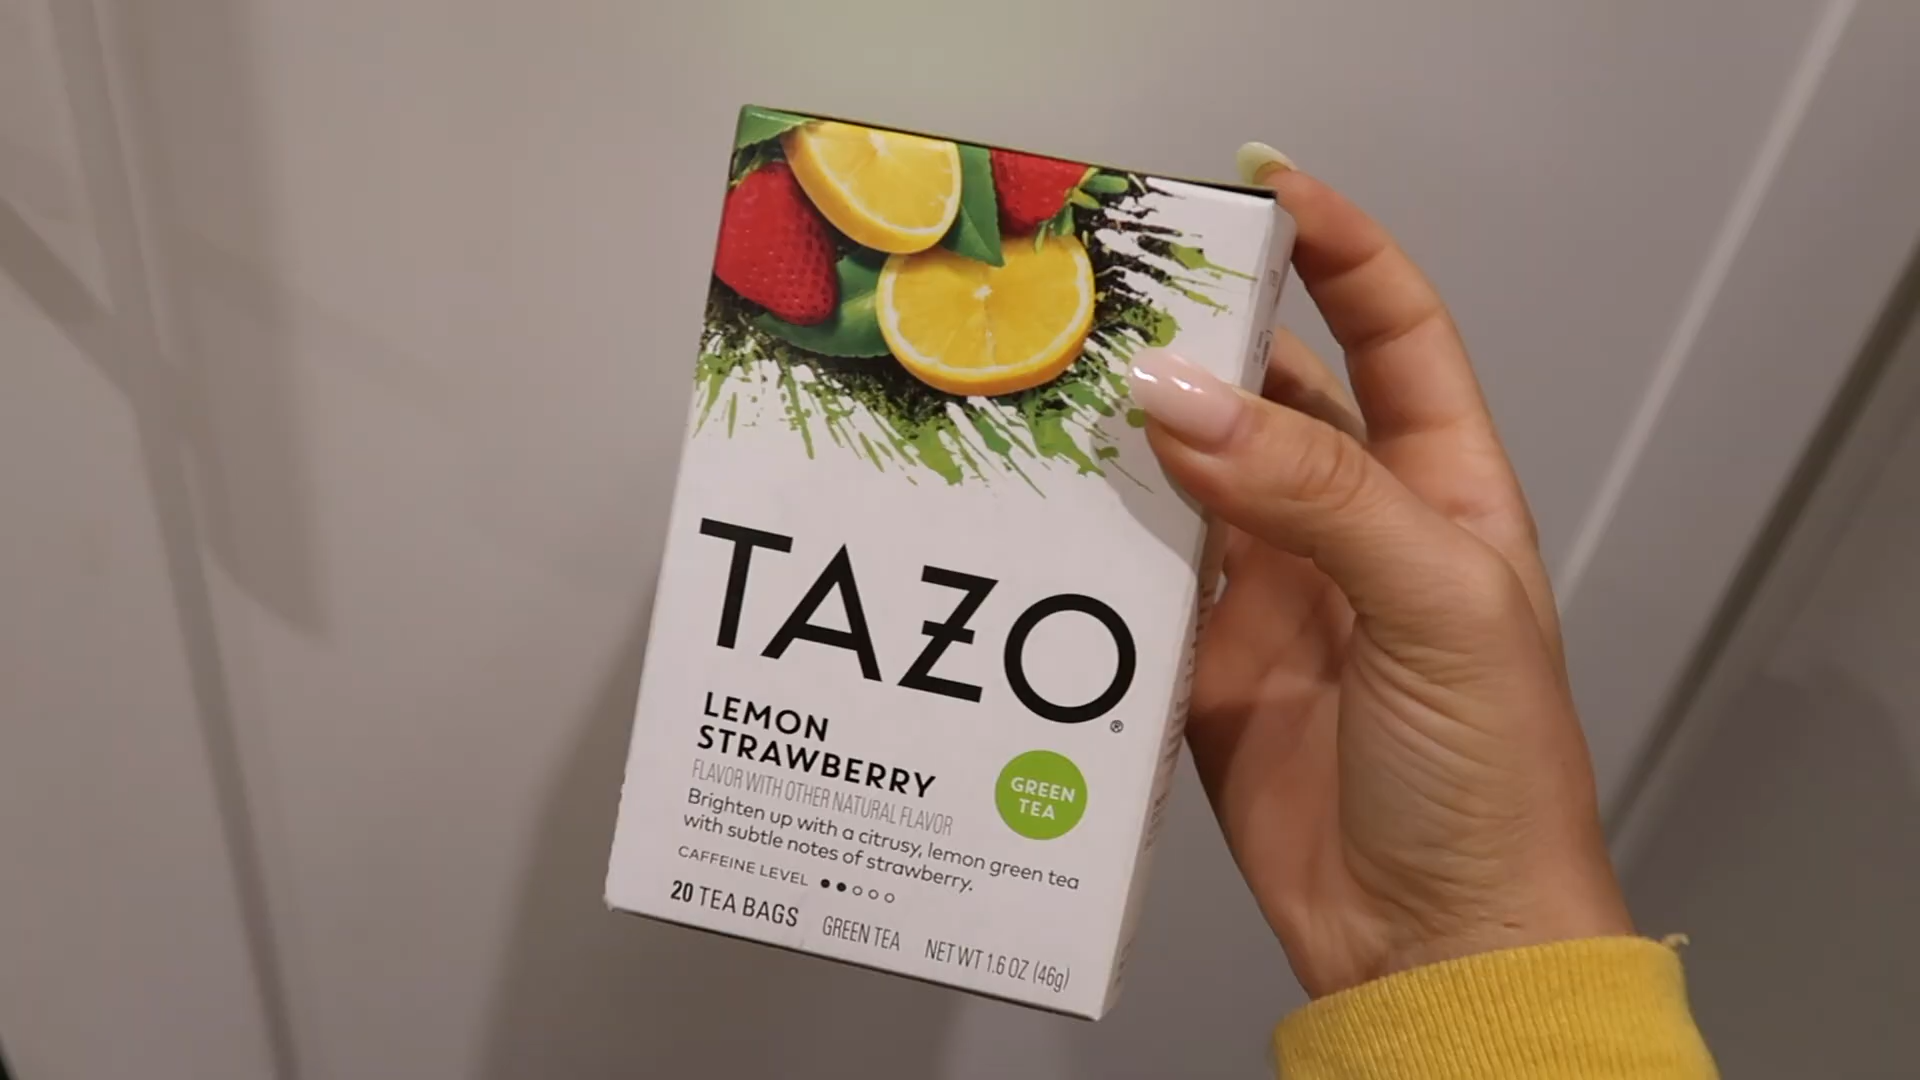 TAZO®
LEMON
STRAWBERRY
FLAVOR WITH OTHER NATURAL FLAVOR
Brighten up with a citrusy, lemon green tea
with subtle notes of strawberry.
GREEN
TEA
CAFFEINE LEVEL
20 TEA BAGS GREEN TEA NET WT 1.6 OZ (46g)